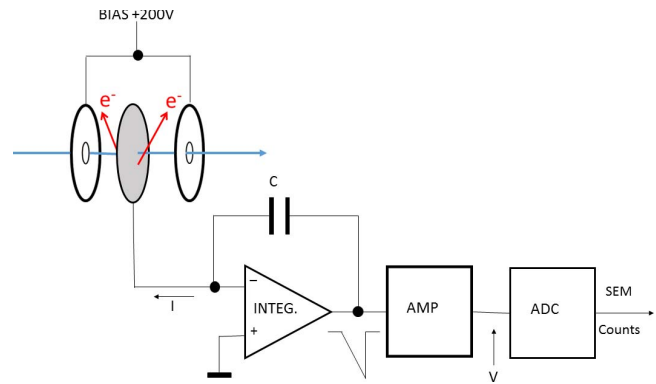 BIAS +200V
e-
e-
C
I
−
+
INTEG.
AMP
V
ADC
SEM
Counts